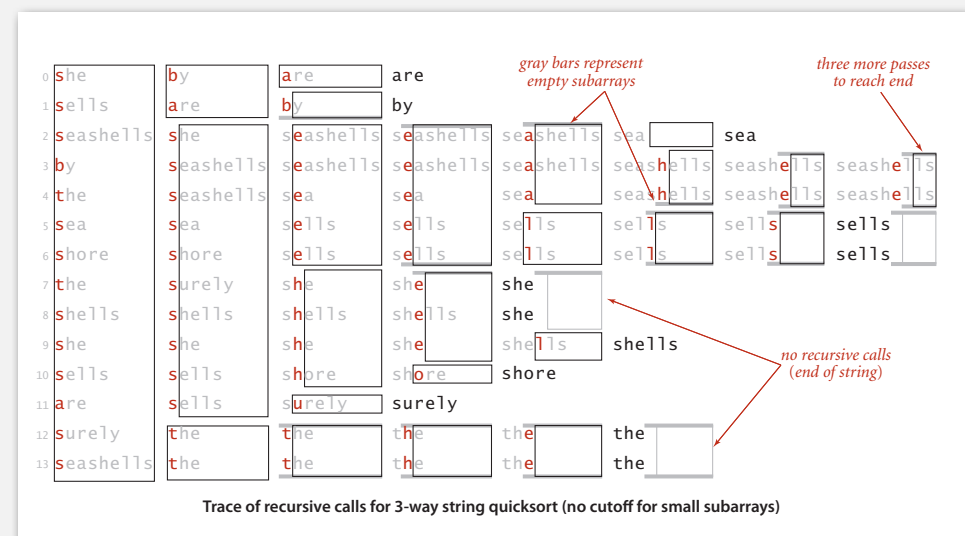 gray bars represent
empty subarrays
three more passes
to reach end
0 she by are are
1 sells are by by
2 seashells she seashells seashells seashells sea sea
3 by seashells seashells seashells seashells seashells seashells seashells
4 the seashells sea sea sea seashells seashells seashells
5 sea sea sells sells sells sells sells sells
6 shore shore sells sells sells sells sells sells
7 the surely she she she
8 shells shells shells shells she
9 she she she she shells shells
10 sells sells shore shore shore
11 are sells surely surely
12 surely the the the the the
13 seashells the the the the the
no recursive calls
(end of string)
Trace of recursive calls for 3-way string quicksort (no cutoff for small subarrays)